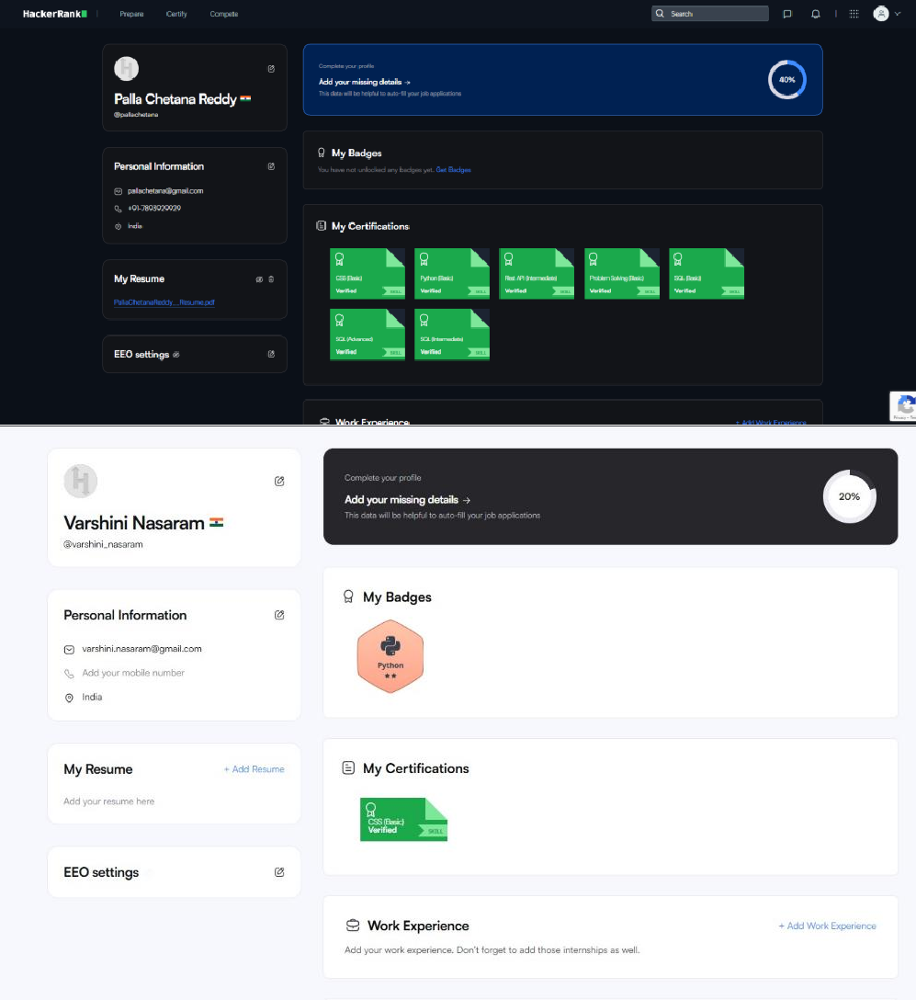 HackerRank
Prepare
Certify
Compete
Search
Palla Chetana Reddy
@pallachetana
Personal Information
pallachetana@gmail.com
+91-7893929929
India
My Resume
PallaChetanaReddy__Resume.pdf
EEO settings
Complete your profile
Add your missing details →
This data will be helpful to auto-fill your job applications
40%
My Badges
You have not unlocked any badges yet. Get Badges
My Certifications
CSS (Basic)
Verified
SKILL
Python (Basic)
Verified
SKILL
Rest API (Intermediate)
Verified
SKILL
Problem Solving (Basic)
Verified
SKILL
SQL (Basic)
Verified
SKILL
SQL (Advanced)
Verified
SKILL
SQL (Intermediate)
Verified
SKILL
Work Experience
+ Add Work Experience
Varshini Nasaram
@varshini_nasaram
Personal Information
varshini.nasaram@gmail.com
Add your mobile number
India
My Resume
+ Add Resume
Add your resume here
EEO settings
Complete your profile
Add your missing details →
This data will be helpful to auto-fill your job applications
20%
My Badges
Python
My Certifications
CSS (Basic)
Verified
SKILL
Work Experience
+ Add Work Experience
Add your work experience. Don't forget to add those internships as well.